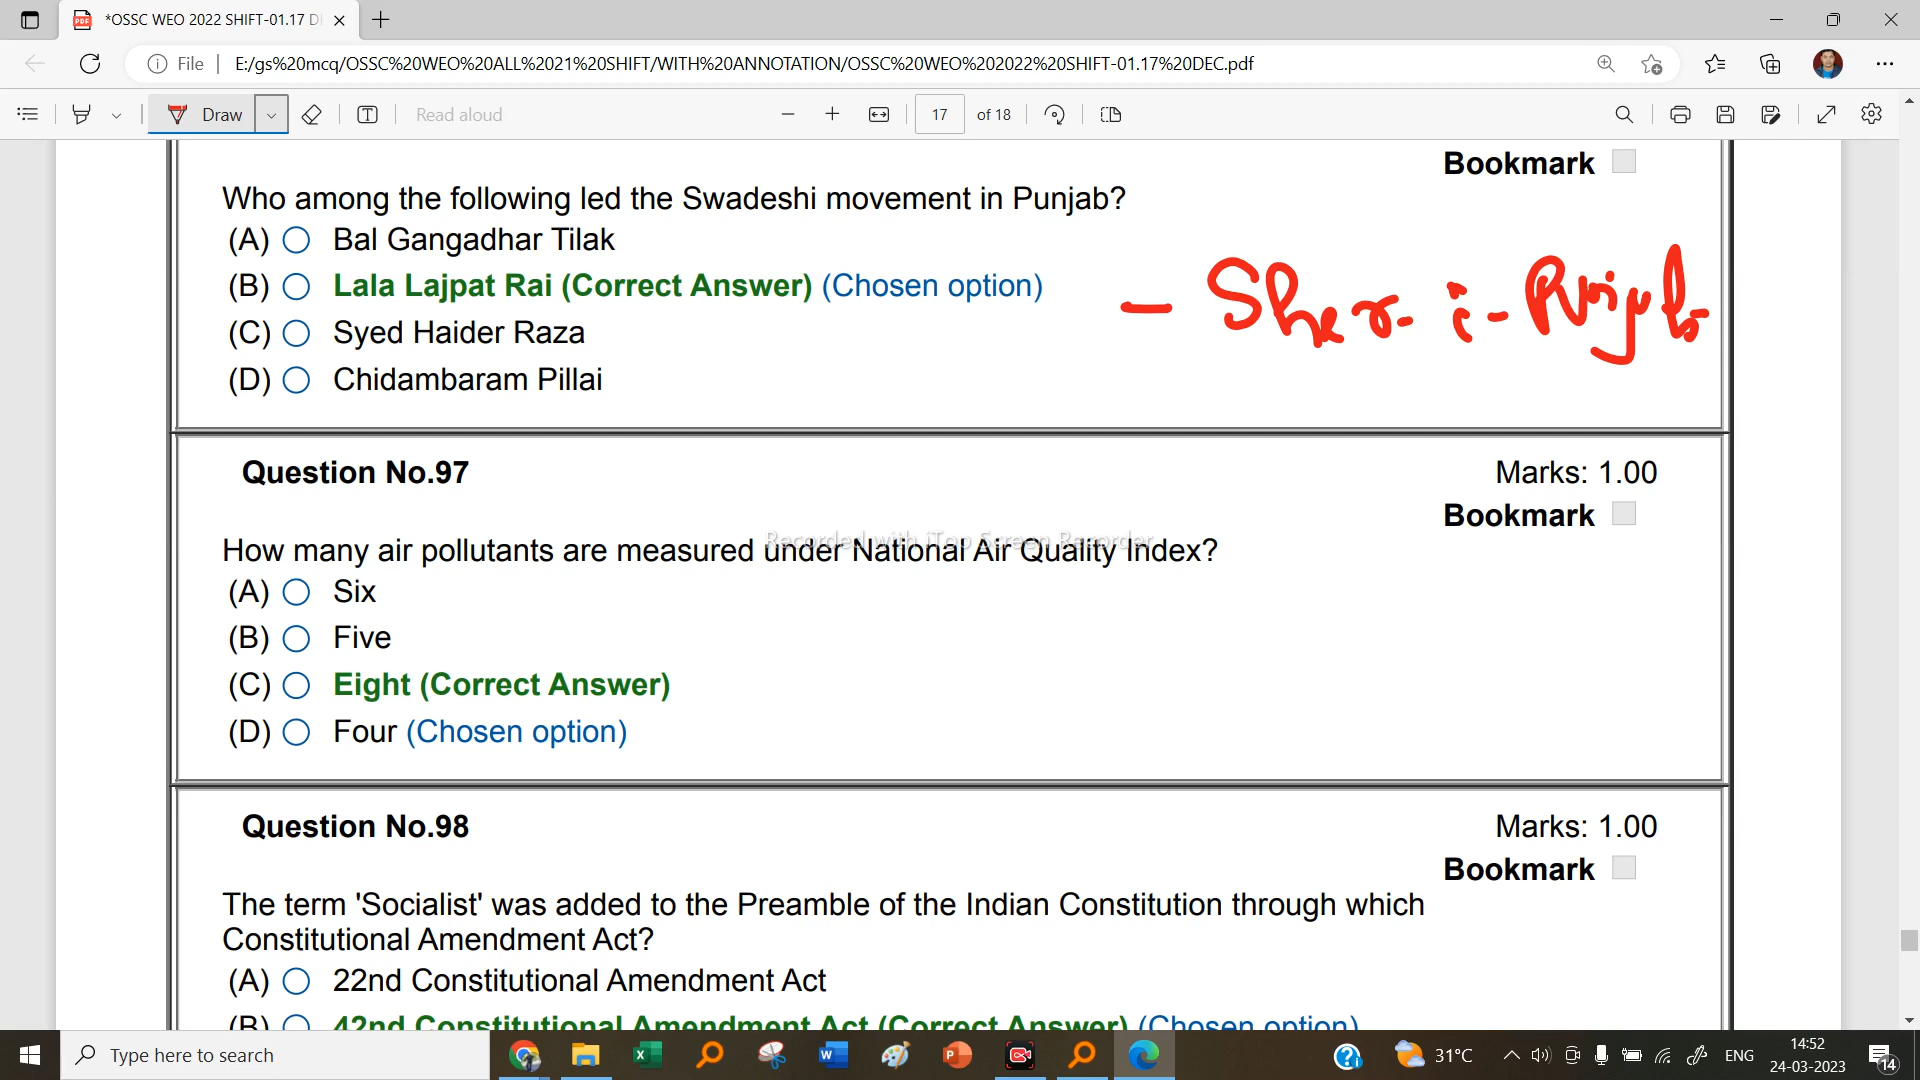 *OSSC WEO 2022 SHIFT-01.17 D
File
E:/gs%20mcq/OSSC%20WEO%20ALL%2021%20SHIFT/WITH%20ANNOTATION/OSSC%20WEO%202022%20SHIFT-01.17%20DEC.pdf
Draw
Read aloud
17 of 18
Bookmark
Who among the following led the Swadeshi movement in Punjab?
(A) Bal Gangadhar Tilak
(B) Lala Lajpat Rai (Correct Answer) (Chosen option)
- Sher-i-
(C) Syed Haider Raza
(D) Chidambaram Pillai
Question No.97 Marks: 1.00
Bookmark
Recorded with iTop Screen Recorder
How many air pollutants are measured under National Air Quality Index?
(A) Six
(B) Five
(C) Eight (Correct Answer)
(D) Four (Chosen option)
Question No.98 Marks: 1.00
Bookmark
The term 'Socialist' was added to the Preamble of the Indian Constitution through which
Constitutional Amendment Act?
(A) 22nd Constitutional Amendment Act
(B) 42nd Constitutional Amendment Act (Correct Answer) (Chosen option)
Type here to search
31°C
ENG
14:52
24-03-2023
14